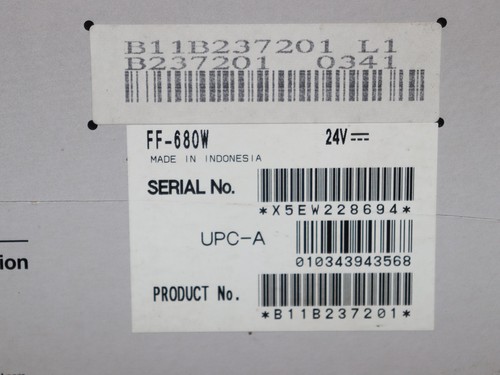 B11B237201 L1
B237201 0341
FF-680W 24V⎓
MADE IN INDONESIA
SERIAL No.
*X5EW228694*
UPC-A
010343943568
ion
PRODUCT No.
*B11B237201*